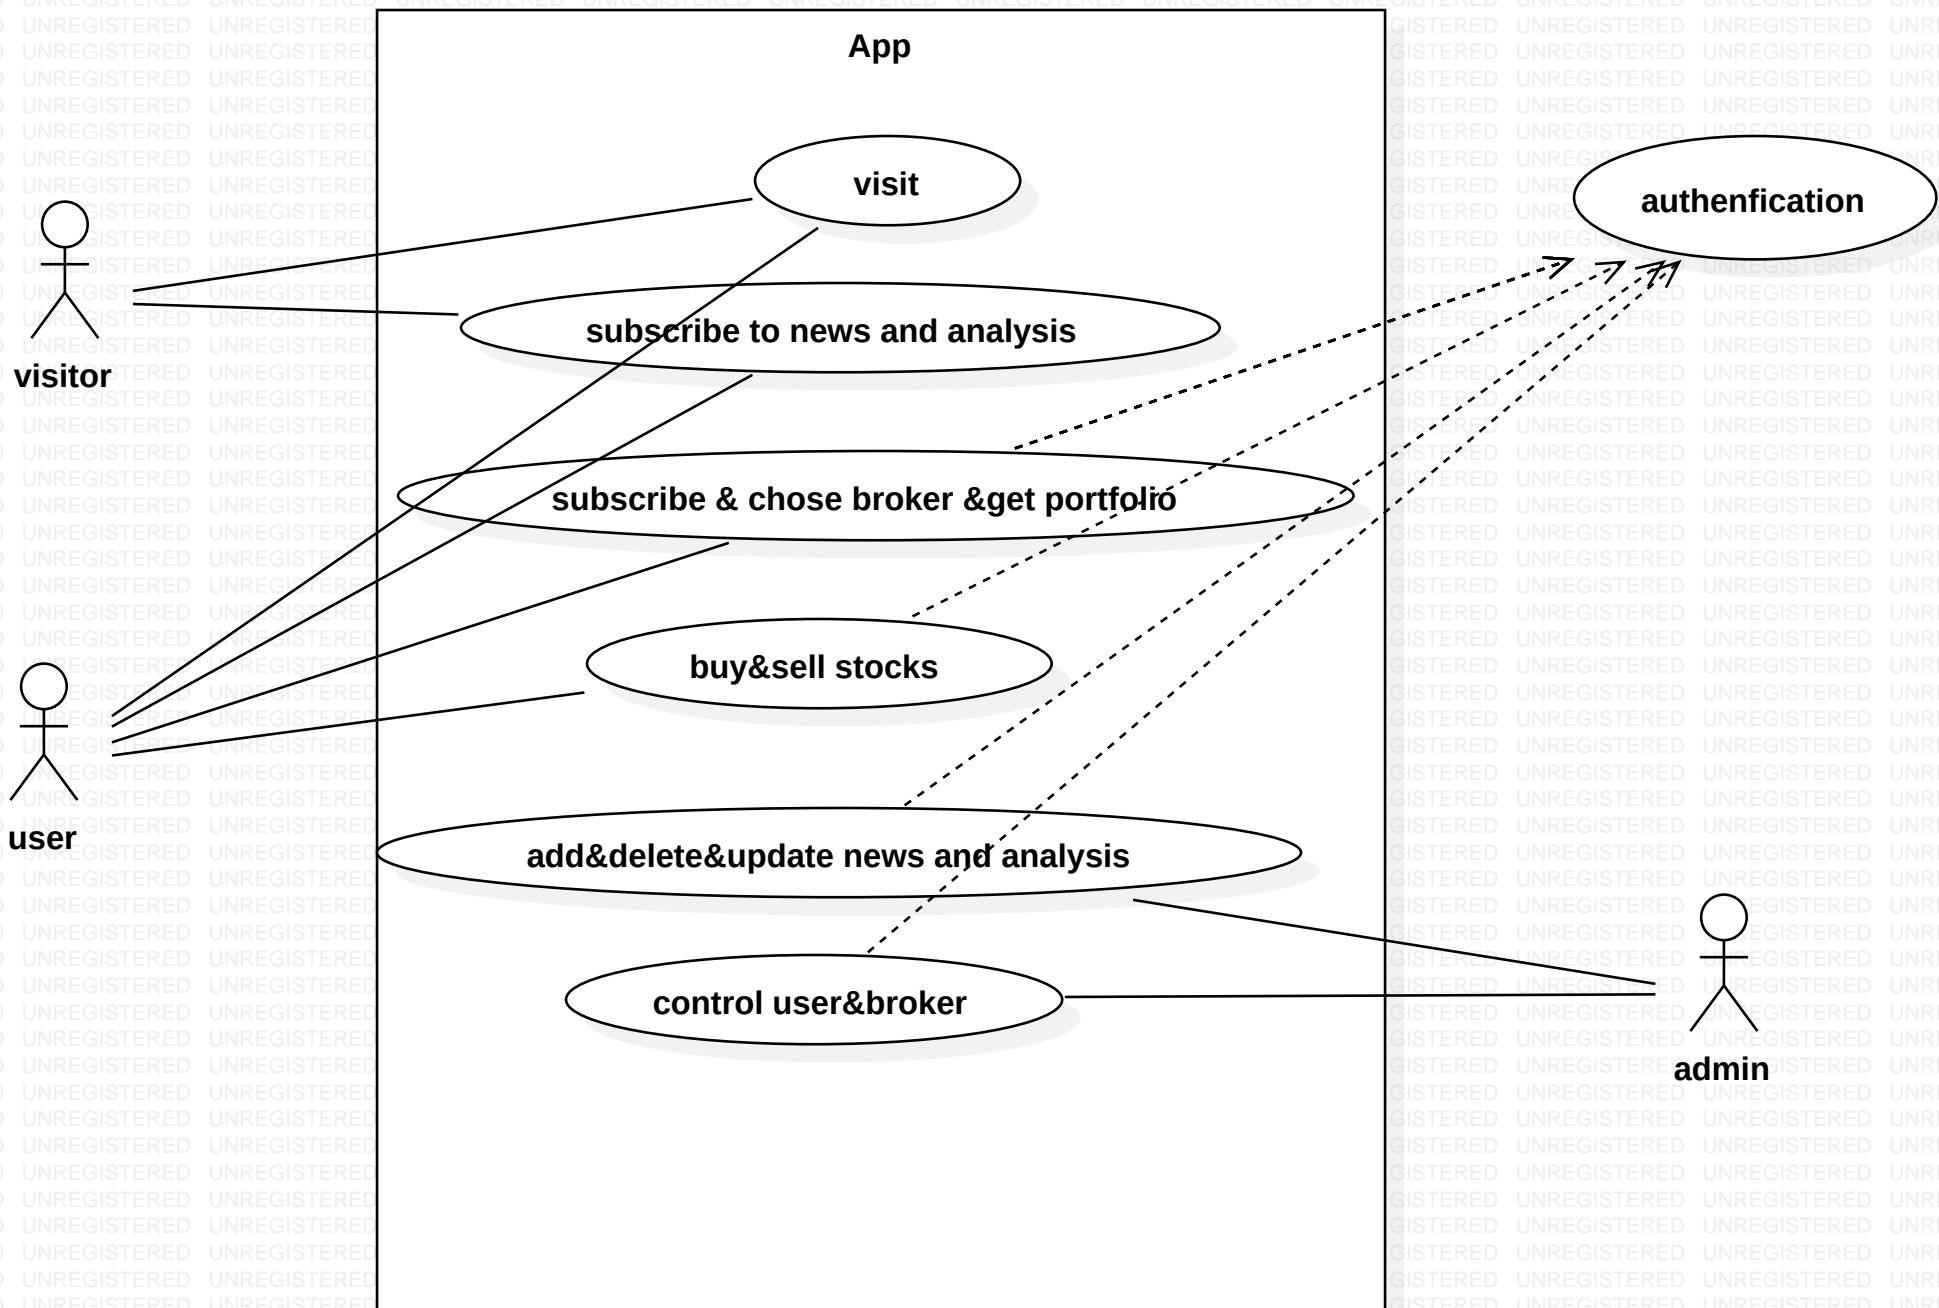 App
visit
authenfication
subscribe to news and analysis
visitor
subscribe & chose broker &get portfolio
buy&sell stocks
user
add&delete&update news and analysis
control user&broker
admin
UNREGISTERED